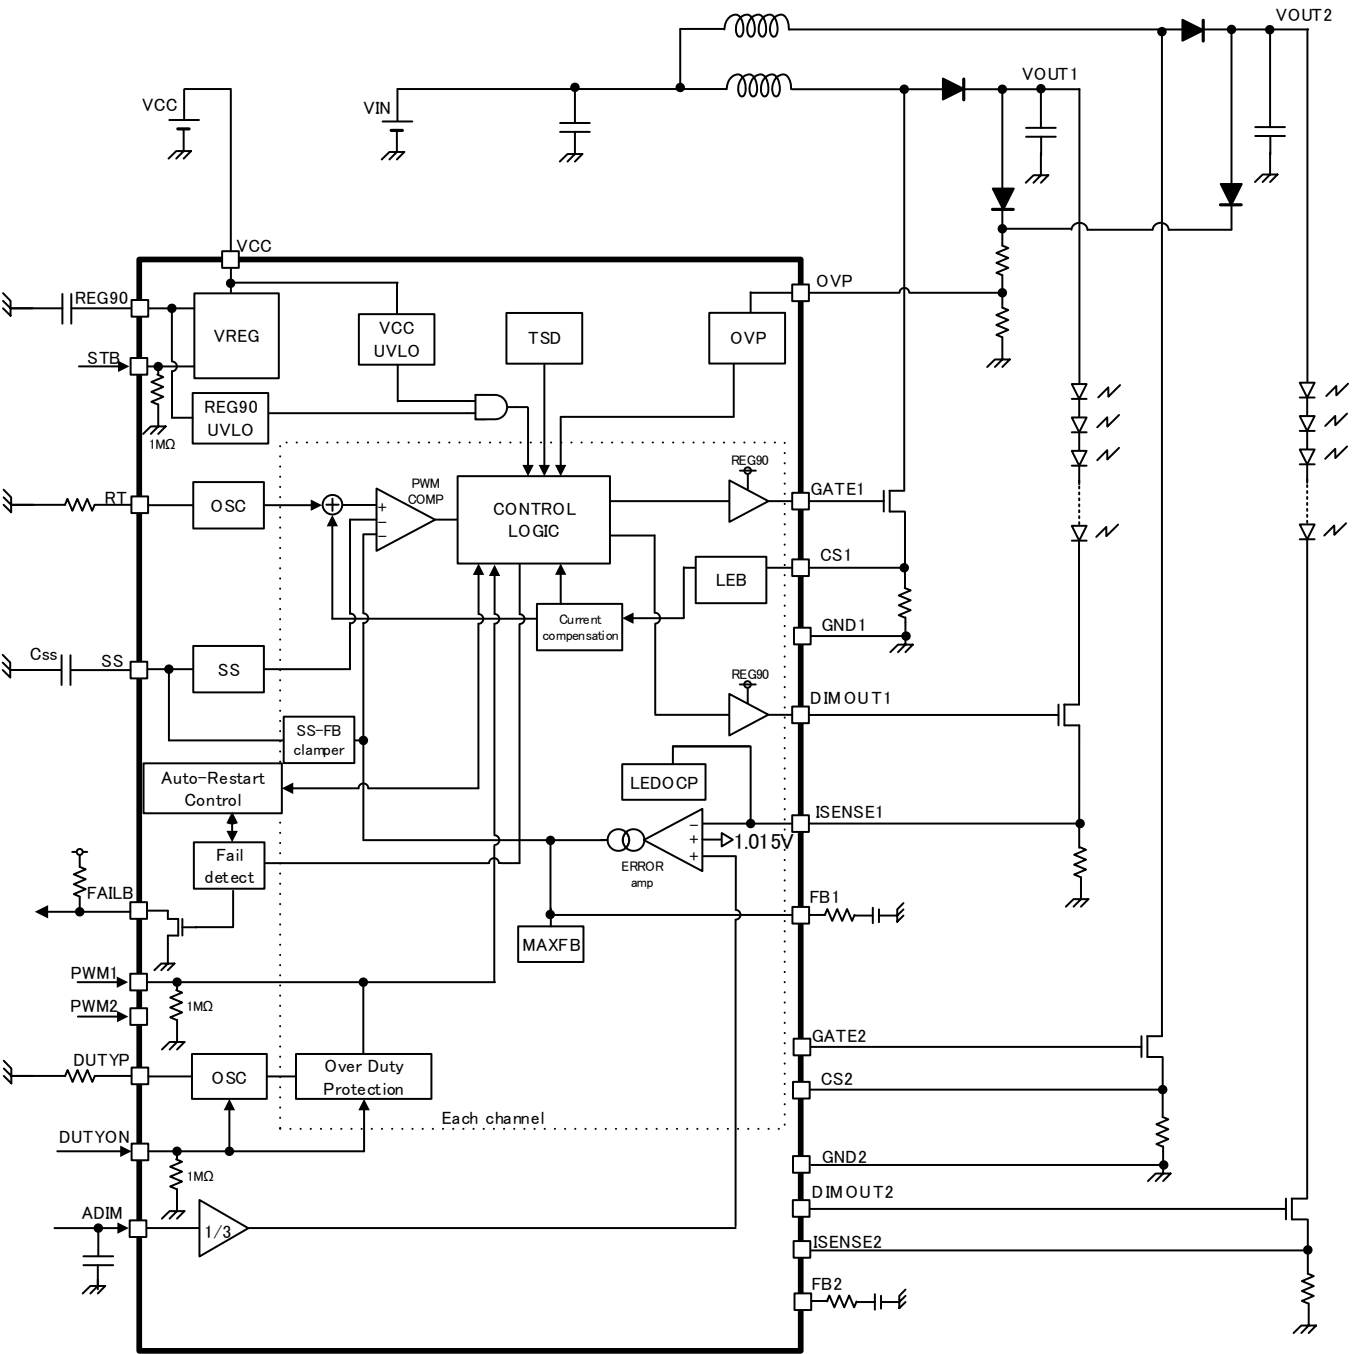 VOUT2
VOUT1
VCC
VIN
VCC
OVP
REG90
VREG
VCC
UVLO
TSD
OVP
STB
REG90
UVLO
1MΩ
REG90
RT
OSC
+
−
−
PWM
COMP
CONTROL
LOGIC
GATE1
LEB
CS1
Current
compensation
GND1
Css
SS
SS
REG90
DIMOUT1
SS-FB
clamper
Auto-Restart
Control
LEDOCP
ISENSE1
−
+
+
1.015V
ERROR
amp
Fail
detect
FAILB
FB1
MAXFB
PWM1
1MΩ
PWM2
GATE2
DUTYP
OSC
Over Duty
Protection
CS2
Each channel
DUTYON
1MΩ
GND2
DIMOUT2
ADIM
1/3
ISENSE2
FB2